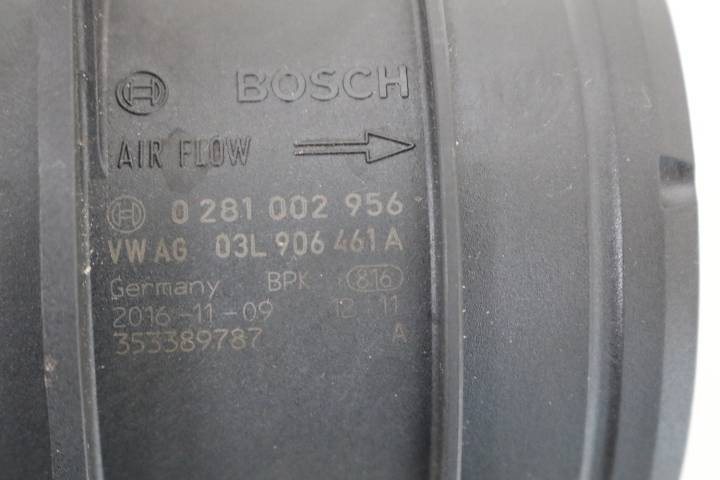 BOSCH
AIR FLOW
0 281 002 956
VW AG 03L 906 461 A
Germany BPK 816
2016-11-09 12 11
353389787 A